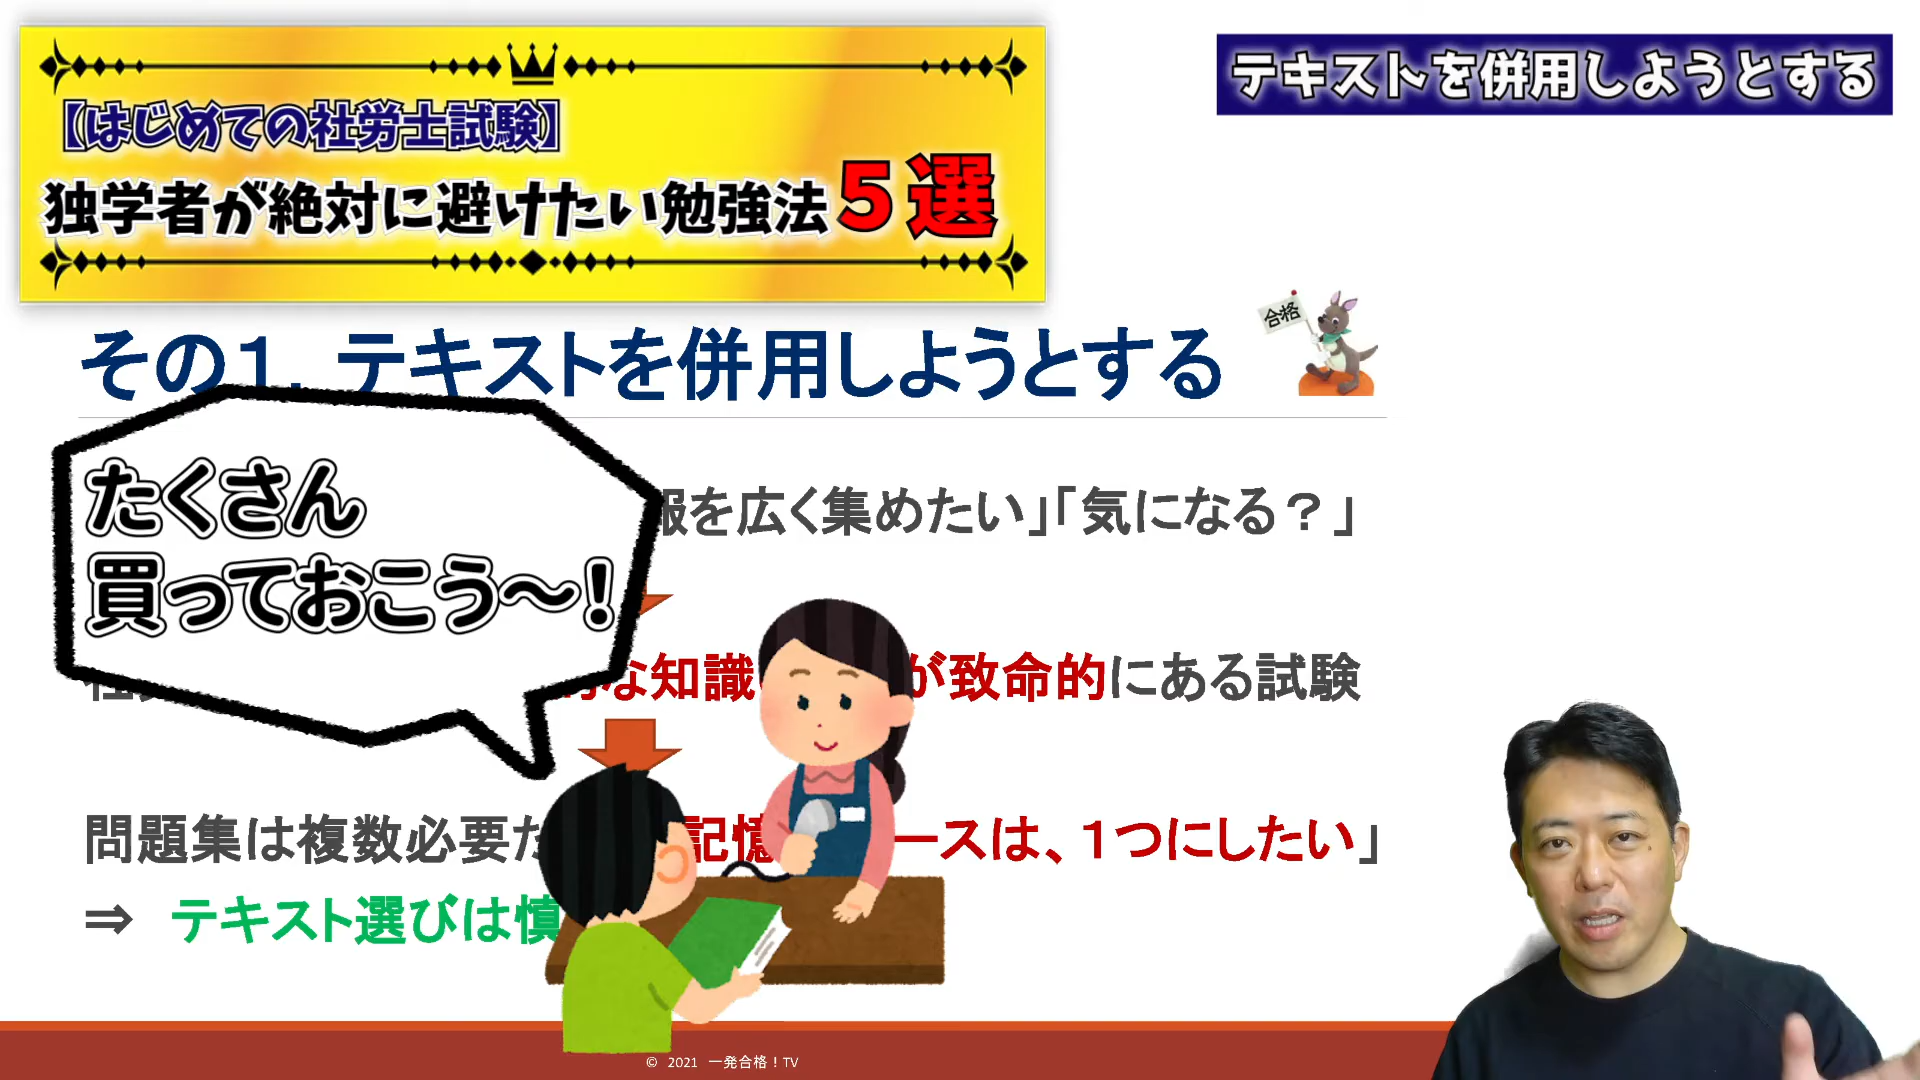 【はじめての社労士試験】
独学者が絶対に避けたい勉強法5選
テキストを併用しようとする
合格
その1．テキストを併用しようとする
たくさん
買っておこう～！
報を広く集めたい」「気になる？」
な知識
が致命的にある試験
問題集は複数必要だ
記憶
ースは、1つにしたい」
⇒ テキスト選びは慎
© 2021 一発合格！TV